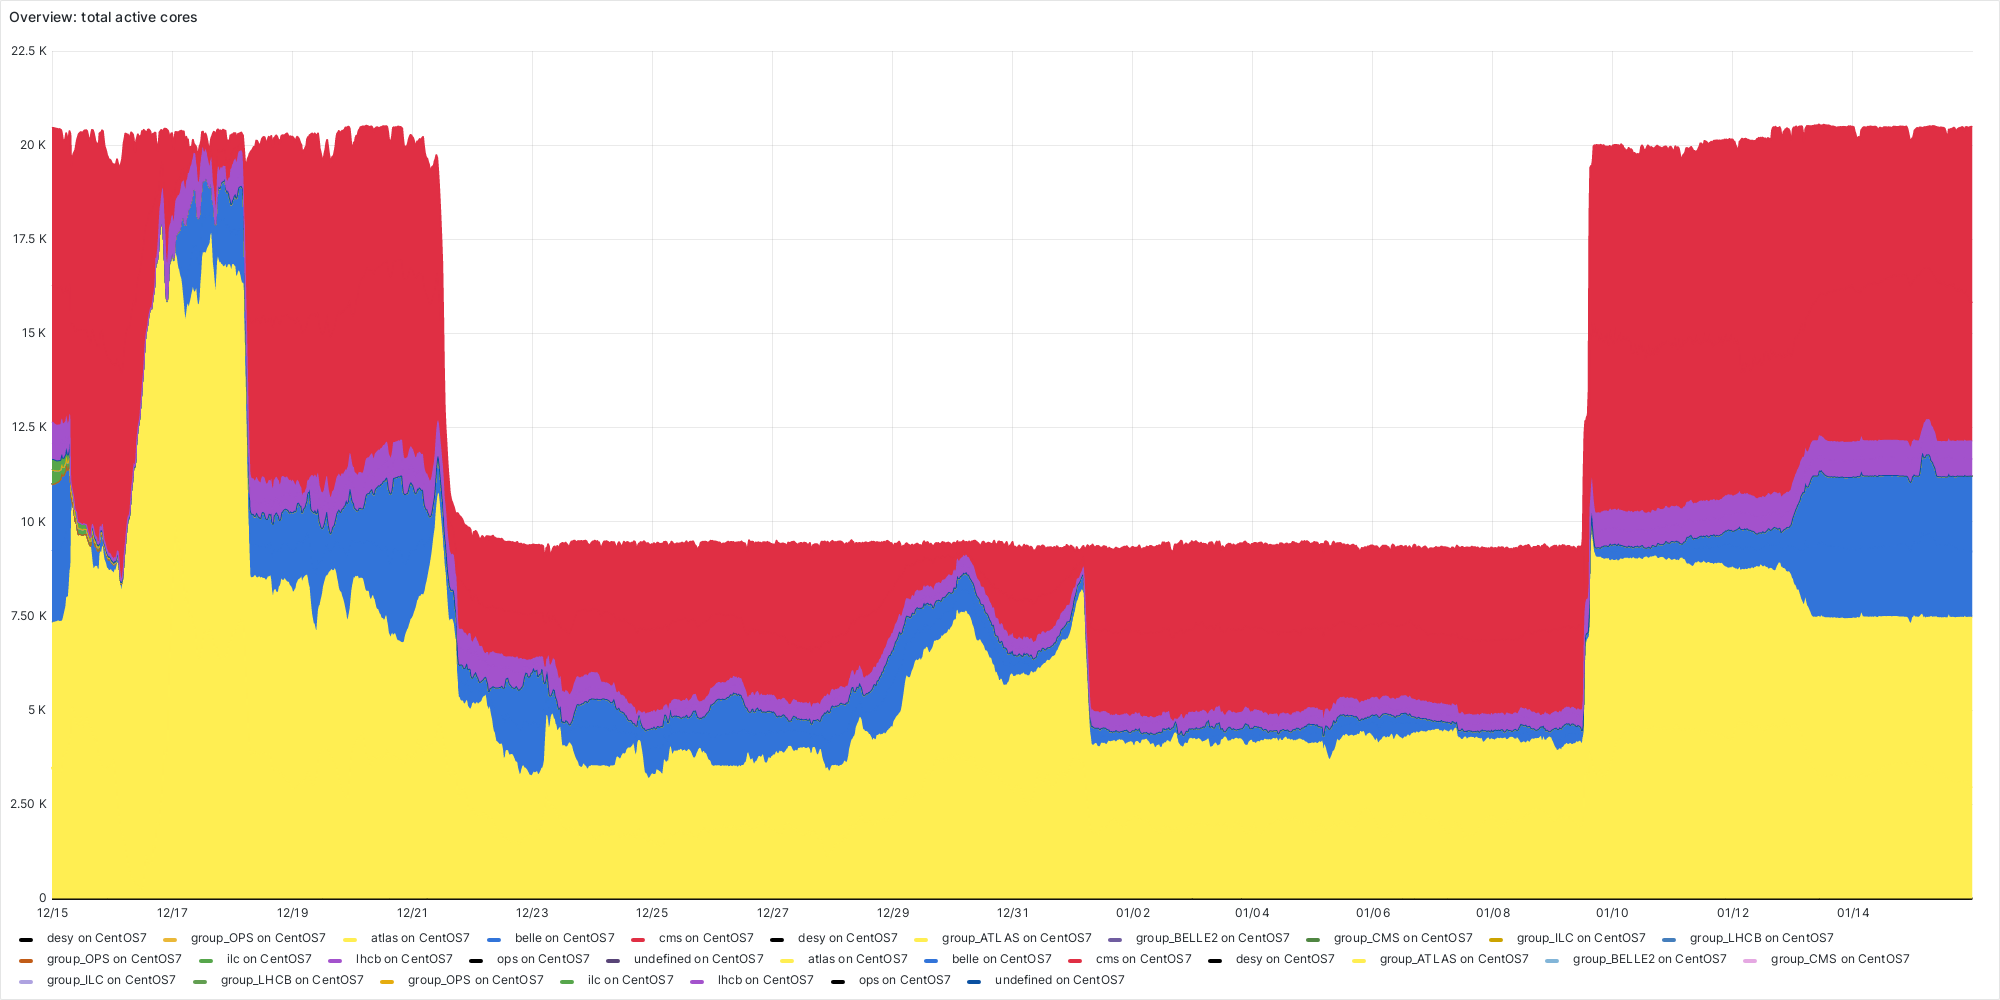 Overview: total active cores
22.5 K
20 K
17.5 K
15 K
12.5 K
10 K
7.50 K
5 K
2.50 K
0
12/15 12/17 12/19 12/21 12/23 12/25 12/27 12/29 12/31 01/02 01/04 01/06 01/08 01/10 01/12 01/14
desy on CentOS7 group_OPS on CentOS7 atlas on CentOS7 belle on CentOS7 cms on CentOS7 desy on CentOS7 group_ATLAS on CentOS7 group_BELLE2 on CentOS7 group_CMS on CentOS7 group_ILC on CentOS7 group_LHCB on CentOS7
group_OPS on CentOS7 ilc on CentOS7 lhcb on CentOS7 ops on CentOS7 undefined on CentOS7 atlas on CentOS7 belle on CentOS7 cms on CentOS7 desy on CentOS7 group_ATLAS on CentOS7 group_BELLE2 on CentOS7 group_CMS on CentOS7
group_ILC on CentOS7 group_LHCB on CentOS7 group_OPS on CentOS7 ilc on CentOS7 lhcb on CentOS7 ops on CentOS7 undefined on CentOS7